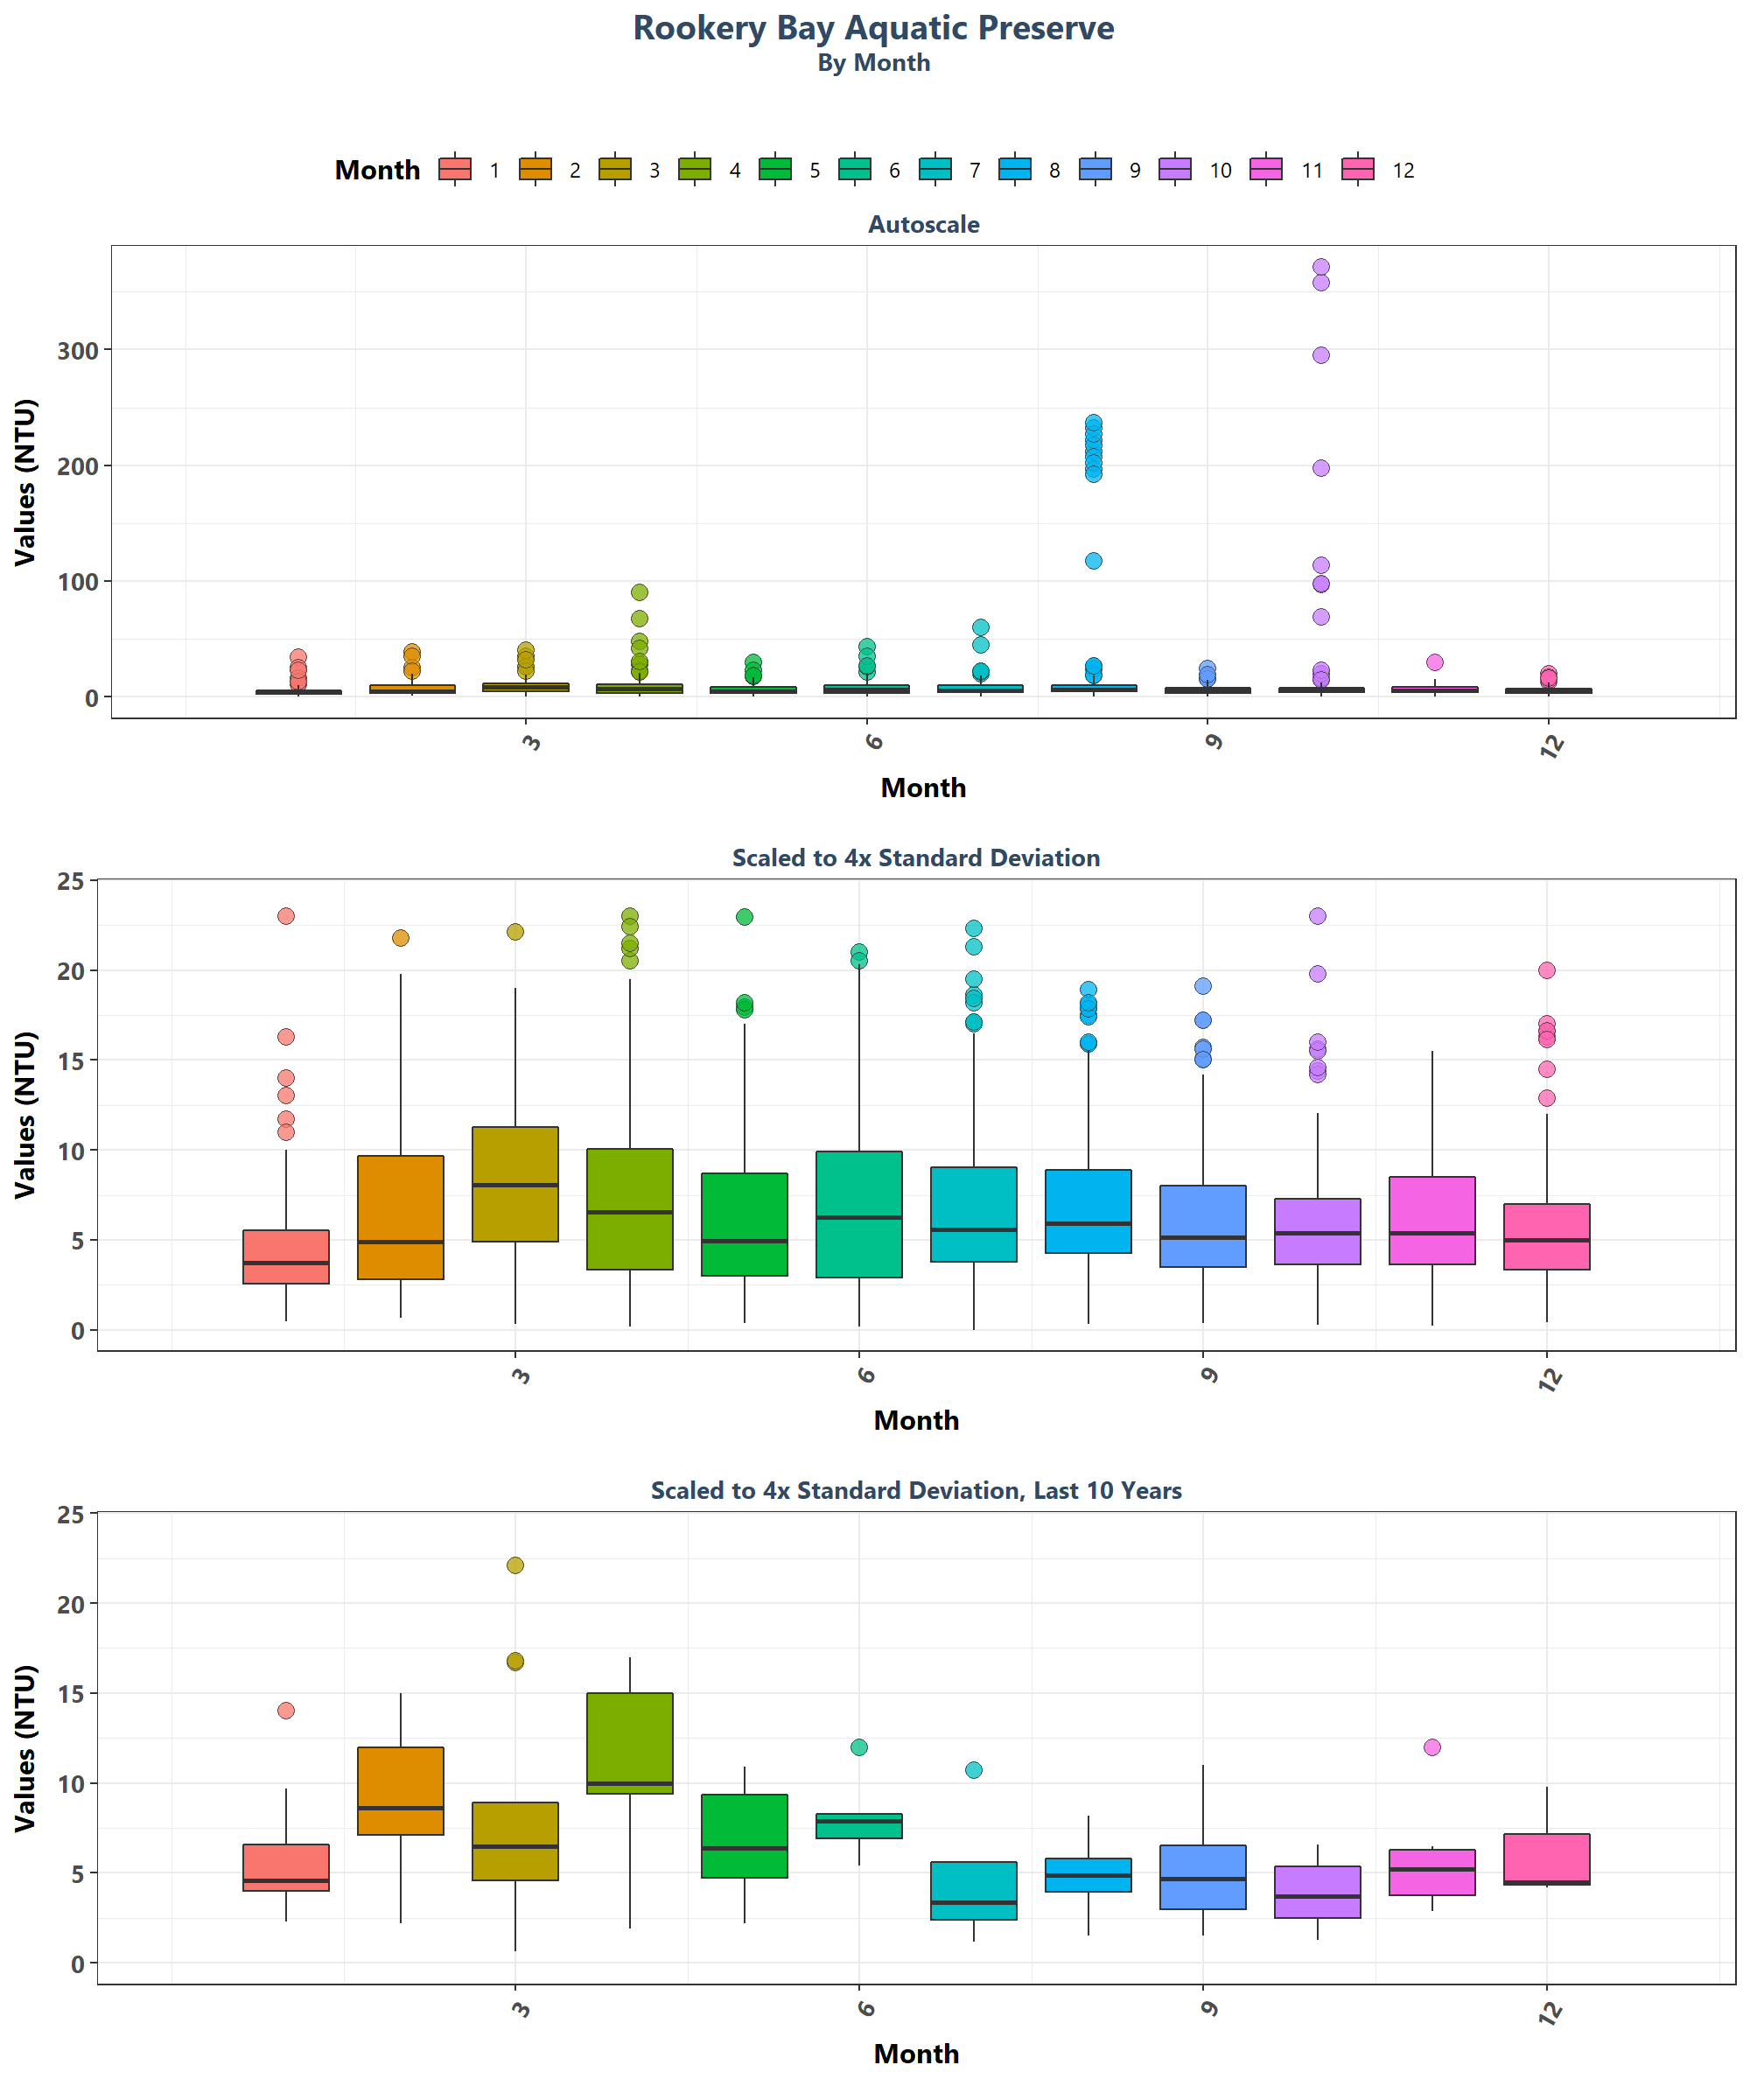 Rookery Bay Aquatic Preserve
By Month
Month 1 2 3 4 5 6 7 8 9 10 11 12
Autoscale
Values (NTU)
300
200
100
0
3 6 9 12
Month
Scaled to 4x Standard Deviation
Values (NTU)
25
20
15
10
5
0
3 6 9 12
Month
Scaled to 4x Standard Deviation, Last 10 Years
Values (NTU)
25
20
15
10
5
0
3 6 9 12
Month